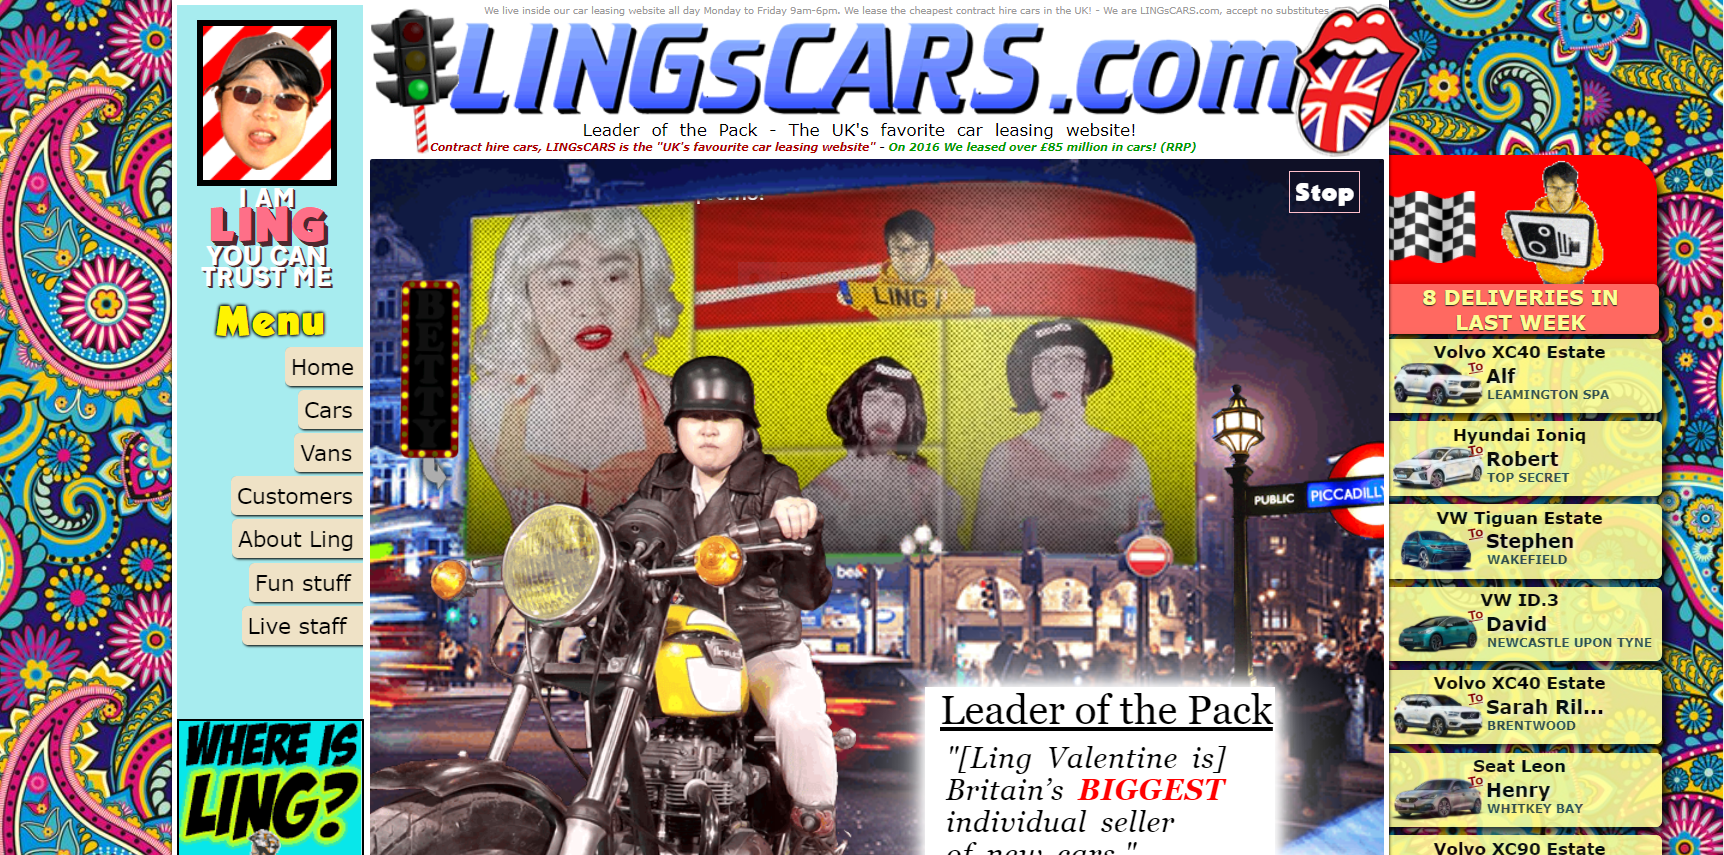 We live inside our car leasing website all day Monday to Friday 9am-6pm. We lease the cheapest contract hire cars in the UK! - We are LINGsCARS.com, accept no substitutes
LINGsCARS.com
Leader of the Pack - The UK's favorite car leasing website!
Contract hire cars, LINGsCARS is the "UK's favourite car leasing website" - On 2016 We leased over £85 million in cars! (RRP)
I AM
LING
YOU CAN
TRUST ME
Menu
Home
Cars
Vans
Customers
About Ling
Fun stuff
Live staff
WHERE IS
LING?
Stop
BETTY
LING 1
PUBLIC
PICCADILLY
Leader of the Pack
"[Ling Valentine is]
Britain’s BIGGEST
individual seller
of new cars."
8 DELIVERIES IN
LAST WEEK
Volvo XC40 Estate
To Alf
LEAMINGTON SPA
Hyundai Ioniq
To Robert
TOP SECRET
VW Tiguan Estate
To Stephen
WAKEFIELD
VW ID.3
To David
NEWCASTLE UPON TYNE
Volvo XC40 Estate
To Sarah Ril...
BRENTWOOD
Seat Leon
To Henry
WHITKEY BAY
Volvo XC90 Estate